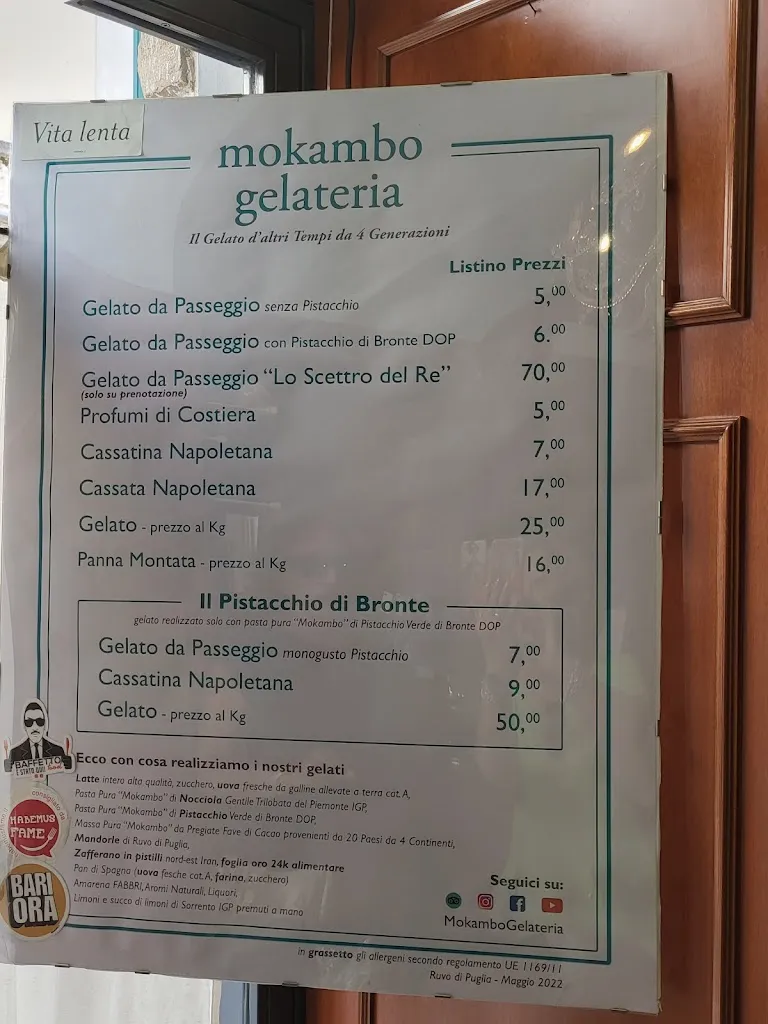 Vita lenta
mokambo
gelateria
Il Gelato d'altri Tempi da 4 Generazioni
Listino Prezzi
Gelato da Passeggio senza Pistacchio 5,00
Gelato da Passeggio con Pistacchio di Bronte DOP 6.00
Gelato da Passeggio "Lo Scettro del Re" 70,00
(solo su prenotazione)
Profumi di Costiera 5,00
Cassatina Napoletana 7,00
Cassata Napoletana 17,00
Gelato - prezzo al Kg 25,00
Panna Montata - prezzo al Kg 16,00
Il Pistacchio di Bronte
gelato realizzato solo con pasta pura "Mokambo" di Pistacchio Verde di Bronte DOP
Gelato da Passeggio monogusto Pistacchio 7,00
Cassatina Napoletana 9,00
Gelato - prezzo al Kg 50,00
Ecco con cosa realizziamo i nostri gelati
Latte intero alta qualità, zucchero, uova fresche da galline allevate a terra cat. A,
Pasta Pura "Mokambo" di Nocciola Gentile Trilobata del Piemonte IGP,
Pasta Pura "Mokambo" di Pistacchio Verde di Bronte DOP,
Massa Pura "Mokambo" da Pregiate Fave di Cacao provenienti da 20 Paesi da 4 Continenti,
Mandorle di Ruvo di Puglia,
Zafferano in pistilli nord-est Iran, foglia oro 24k alimentare
Pan di Spagna (uova fesche cat. A, farina, zucchero)
Amarena FABBRI, Aromi Naturali, Liquori,
Limoni e succo di limoni di Sorrento IGP premuti a mano
Seguici su:
MokamboGelateria
in grassetto gli allergeni secondo regolamento UE 1169/11
Ruvo di Puglia - Maggio 2022
BAFFETTO
È STATO QUI
consigliato da
HABEMUS
FAME
BARI
ORA